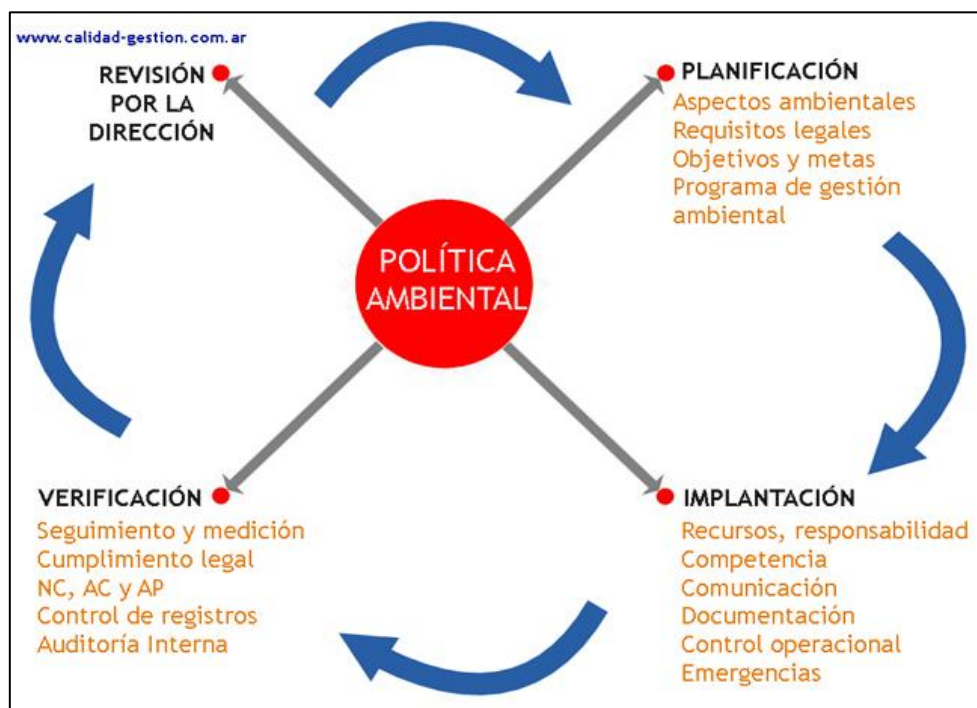 www.calidad-gestion.com.ar
REVISIÓN
POR LA
DIRECCIÓN
PLANIFICACIÓN
Aspectos ambientales
Requisitos legales
Objetivos y metas
Programa de gestión
ambiental
POLÍTICA
AMBIENTAL
VERIFICACIÓN
Seguimiento y medición
Cumplimiento legal
NC, AC y AP
Control de registros
Auditoría Interna
IMPLANTACIÓN
Recursos, responsabilidad
Competencia
Comunicación
Documentación
Control operacional
Emergencias